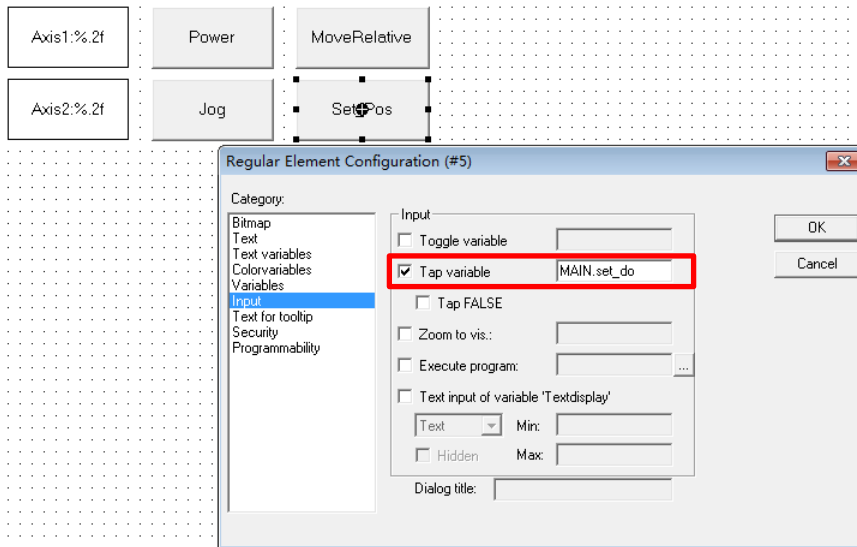 Axis1:%.2f
Power
MoveRelative
Axis2:%.2f
Jog
Set Pos
Regular Element Configuration (#5)
Category:
Bitmap
Text
Text variables
Colorvariables
Variables
Input
Text for tooltip
Security
Programmability
Input
Toggle variable
Tap variable
MAIN.set_do
Tap FALSE
Zoom to vis.:
Execute program:
...
Text input of variable 'Textdisplay'
Text
Min:
Hidden
Max:
Dialog title:
OK
Cancel